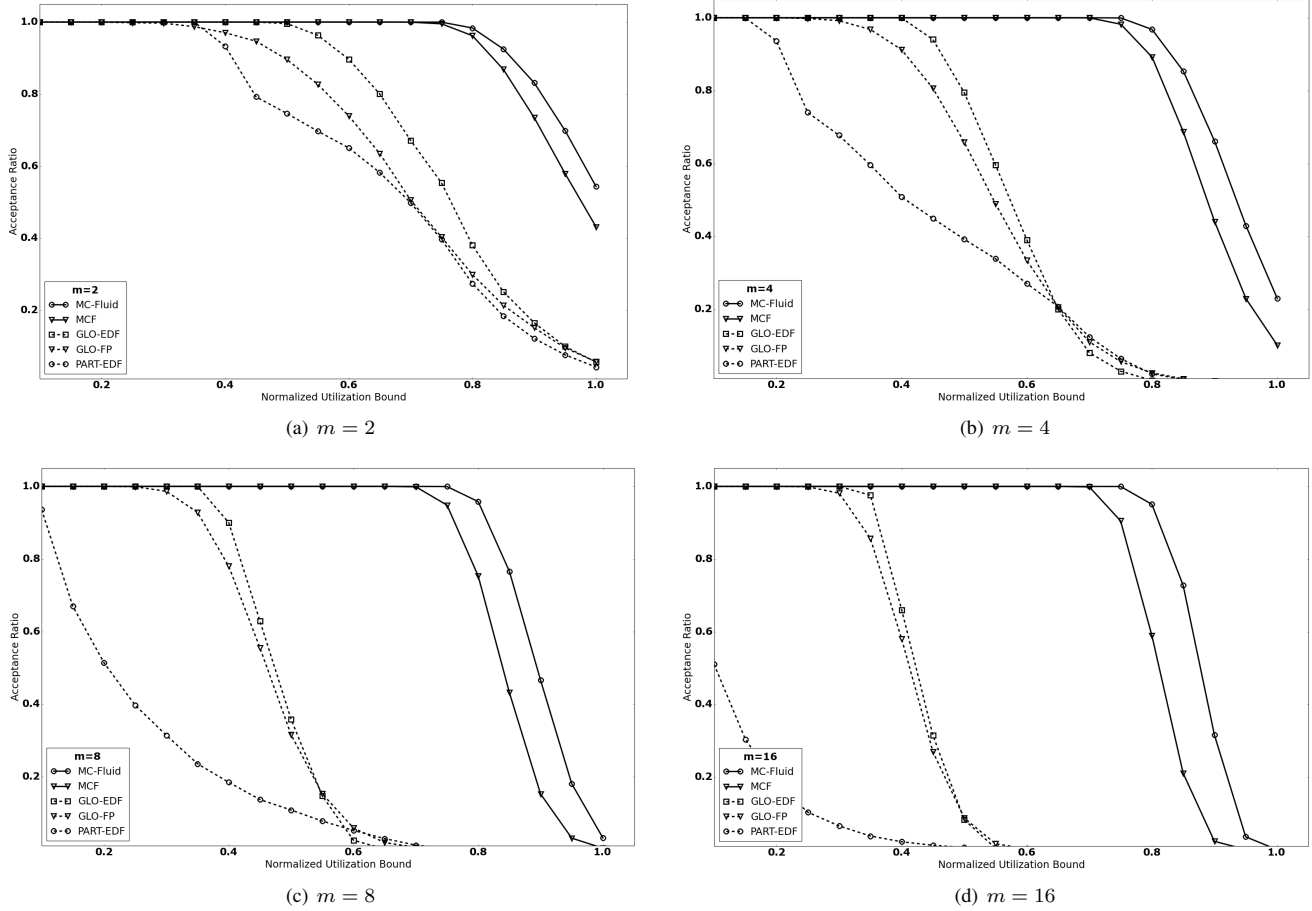 1.0
0.8
0.6
0.4
0.2
Acceptance Ratio
m=2
MC-Fluid
MCF
GLO-EDF
GLO-FP
PART-EDF
0.2 0.4 0.6 0.8 1.0
Normalized Utilization Bound
(a) m = 2
1.0
0.8
0.6
0.4
0.2
Acceptance Ratio
m=4
MC-Fluid
MCF
GLO-EDF
GLO-FP
PART-EDF
0.2 0.4 0.6 0.8 1.0
Normalized Utilization Bound
(b) m = 4
1.0
0.8
0.6
0.4
0.2
Acceptance Ratio
m=8
MC-Fluid
MCF
GLO-EDF
GLO-FP
PART-EDF
0.2 0.4 0.6 0.8 1.0
Normalized Utilization Bound
(c) m = 8
1.0
0.8
0.6
0.4
0.2
Acceptance Ratio
m=16
MC-Fluid
MCF
GLO-EDF
GLO-FP
PART-EDF
0.2 0.4 0.6 0.8 1.0
Normalized Utilization Bound
(d) m = 16